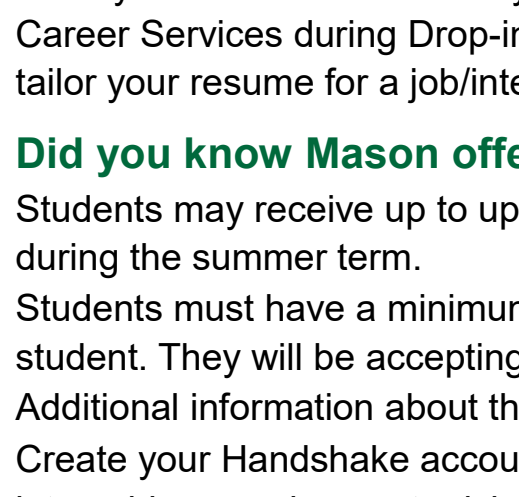 Career Services during Drop-in
tailor your resume for a job/inte
Did you know Mason offe
Students may receive up to up
during the summer term.
Students must have a minimum
student. They will be accepting
Additional information about th
Create your Handshake accou